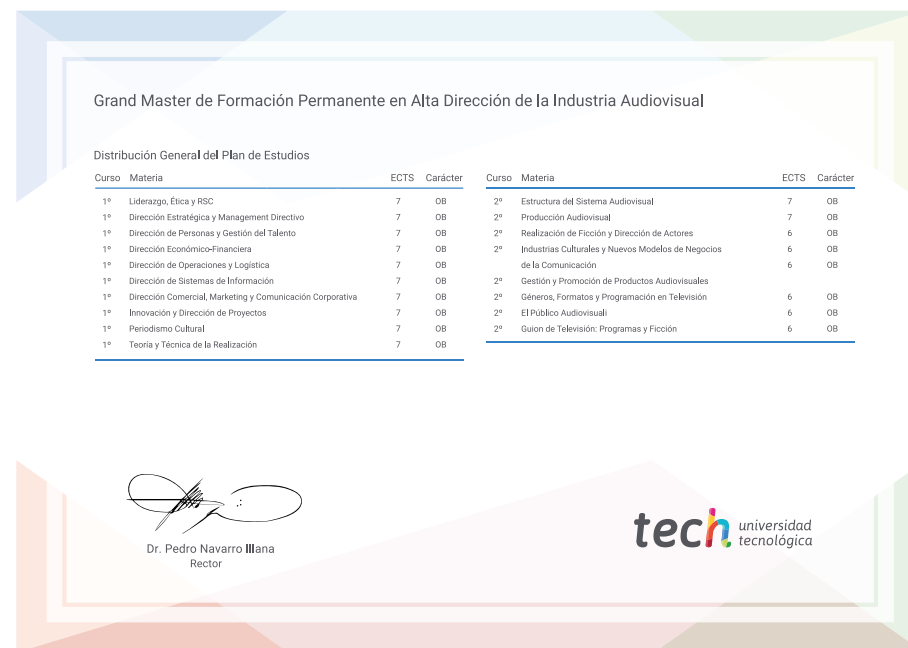 Grand Master de Formación Permanente en Alta Dirección de la Industria Audiovisual
Distribución General del Plan de Estudios
Curso Materia ECTS Carácter
1º Liderazgo, Ética y RSC 7 OB
1º Dirección Estratégica y Management Directivo 7 OB
1º Dirección de Personas y Gestión del Talento 7 OB
1º Dirección Económico-Financiera 7 OB
1º Dirección de Operaciones y Logística 7 OB
1º Dirección de Sistemas de Información 7 OB
1º Dirección Comercial, Marketing y Comunicación Corporativa 7 OB
1º Innovación y Dirección de Proyectos 7 OB
1º Periodismo Cultural 7 OB
1º Teoría y Técnica de la Realización 7 OB
Curso Materia ECTS Carácter
2º Estructura del Sistema Audiovisual 7 OB
2º Producción Audiovisual 7 OB
2º Realización de Ficción y Dirección de Actores 6 OB
2º Industrias Culturales y Nuevos Modelos de Negocios 6 OB
de la Comunicación 6 OB
2º Gestión y Promoción de Productos Audiovisuales
2º Géneros, Formatos y Programación en Televisión 6 OB
2º El Público Audiovisuali 6 OB
2º Guion de Televisión: Programas y Ficción 6 OB
Dr. Pedro Navarro Illana
Rector
tech universidad
tecnológica